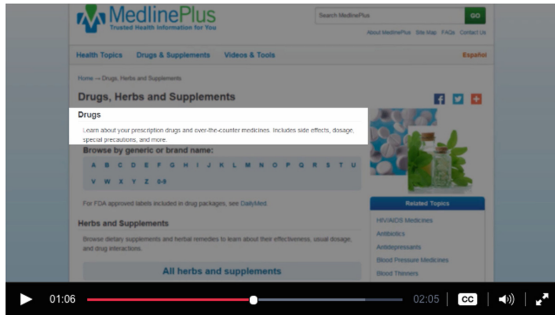 MedlinePlus
Trusted Health Information for You
Search MedlinePlus
GO
About MedlinePlus Site Map FAQs Contact Us
Health Topics Drugs & Supplements Videos & Tools
Español
Home → Drugs, Herbs and Supplements
Drugs, Herbs and Supplements
Drugs
Learn about your prescription drugs and over-the-counter medicines. Includes side effects, dosage,
special precautions, and more.
Browse by generic or brand name:
A B C D E F G H I J K L M N O P Q R S T U
V W X Y Z 0-9
For FDA approved labels included in drug packages, see DailyMed.
Herbs and Supplements
Browse dietary supplements and herbal remedies to learn about their effectiveness, usual dosage,
and drug interactions.
All herbs and supplements
Related Topics
HIV/AIDS Medicines
Antibiotics
Antidepressants
Blood Pressure Medicines
Blood Thinners
01:06
02:05
CC